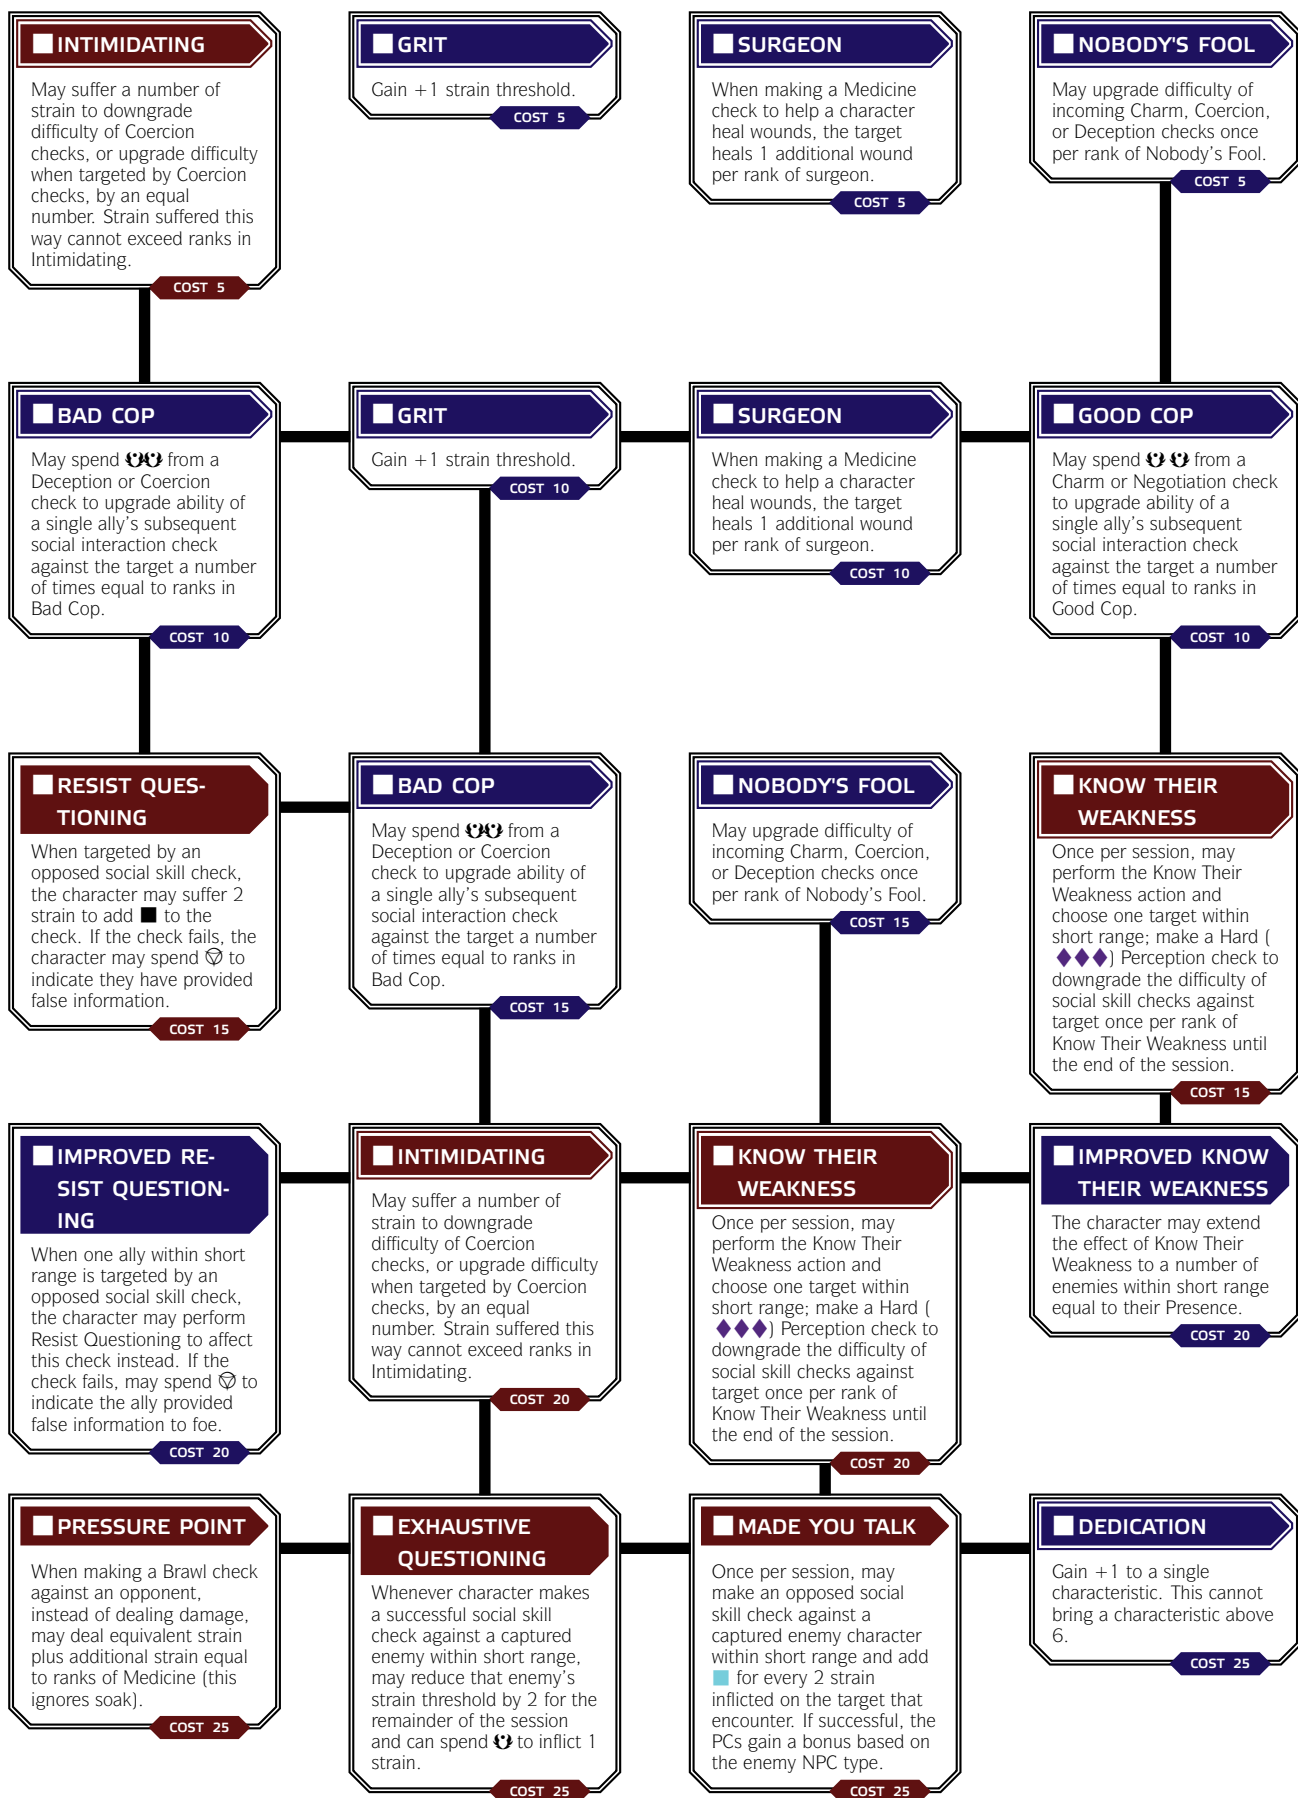 INTIMIDATING
May suffer a number of
strain to downgrade
difficulty of Coercion
checks, or upgrade difficulty
when targeted by Coercion
checks, by an equal
number. Strain suffered this
way cannot exceed ranks in
Intimidating.
COST 5
GRIT
Gain +1 strain threshold.
COST 5
SURGEON
When making a Medicine
check to help a character
heal wounds, the target
heals 1 additional wound
per rank of surgeon.
COST 5
NOBODY'S FOOL
May upgrade difficulty of
incoming Charm, Coercion,
or Deception checks once
per rank of Nobody's Fool.
COST 5
BAD COP
May spend from a
Deception or Coercion
check to upgrade ability of
a single ally's subsequent
social interaction check
against the target a number
of times equal to ranks in
Bad Cop.
COST 10
GRIT
Gain +1 strain threshold.
COST 10
SURGEON
When making a Medicine
check to help a character
heal wounds, the target
heals 1 additional wound
per rank of surgeon.
COST 10
GOOD COP
May spend from a
Charm or Negotiation check
to upgrade ability of a
single ally's subsequent
social interaction check
against the target a number
of times equal to ranks in
Good Cop.
COST 10
RESIST QUES-
TIONING
When targeted by an
opposed social skill check,
the character may suffer 2
strain to add ■ to the
check. If the check fails, the
character may spend to
indicate they have provided
false information.
COST 15
BAD COP
May spend from a
Deception or Coercion
check to upgrade ability of
a single ally's subsequent
social interaction check
against the target a number
of times equal to ranks in
Bad Cop.
COST 15
NOBODY'S FOOL
May upgrade difficulty of
incoming Charm, Coercion,
or Deception checks once
per rank of Nobody's Fool.
COST 15
KNOW THEIR
WEAKNESS
Once per session, may
perform the Know Their
Weakness action and
choose one target within
short range; make a Hard (
◆◆◆) Perception check to
downgrade the difficulty of
social skill checks against
target once per rank of
Know Their Weakness until
the end of the session.
COST 15
IMPROVED RE-
SIST QUESTION-
ING
When one ally within short
range is targeted by an
opposed social skill check,
the character may perform
Resist Questioning to affect
this check instead. If the
check fails, may spend to
indicate the ally provided
false information to foe.
COST 20
INTIMIDATING
May suffer a number of
strain to downgrade
difficulty of Coercion
checks, or upgrade difficulty
when targeted by Coercion
checks, by an equal
number. Strain suffered this
way cannot exceed ranks in
Intimidating.
COST 20
KNOW THEIR
WEAKNESS
Once per session, may
perform the Know Their
Weakness action and
choose one target within
short range; make a Hard (
◆◆◆) Perception check to
downgrade the difficulty of
social skill checks against
target once per rank of
Know Their Weakness until
the end of the session.
COST 20
IMPROVED KNOW
THEIR WEAKNESS
The character may extend
the effect of Know Their
Weakness to a number of
enemies within short range
equal to their Presence.
COST 20
PRESSURE POINT
When making a Brawl check
against an opponent,
instead of dealing damage,
may deal equivalent strain
plus additional strain equal
to ranks of Medicine (this
ignores soak).
COST 25
EXHAUSTIVE
QUESTIONING
Whenever character makes
a successful social skill
check against a captured
enemy within short range,
may reduce that enemy's
strain threshold by 2 for the
remainder of the session
and can spend to inflict 1
strain.
COST 25
MADE YOU TALK
Once per session, may
make an opposed social
skill check against a
captured enemy character
within short range and add
■ for every 2 strain
inflicted on the target that
encounter. If successful, the
PCs gain a bonus based on
the enemy NPC type.
COST 25
DEDICATION
Gain +1 to a single
characteristic. This cannot
bring a characteristic above
6.
COST 25